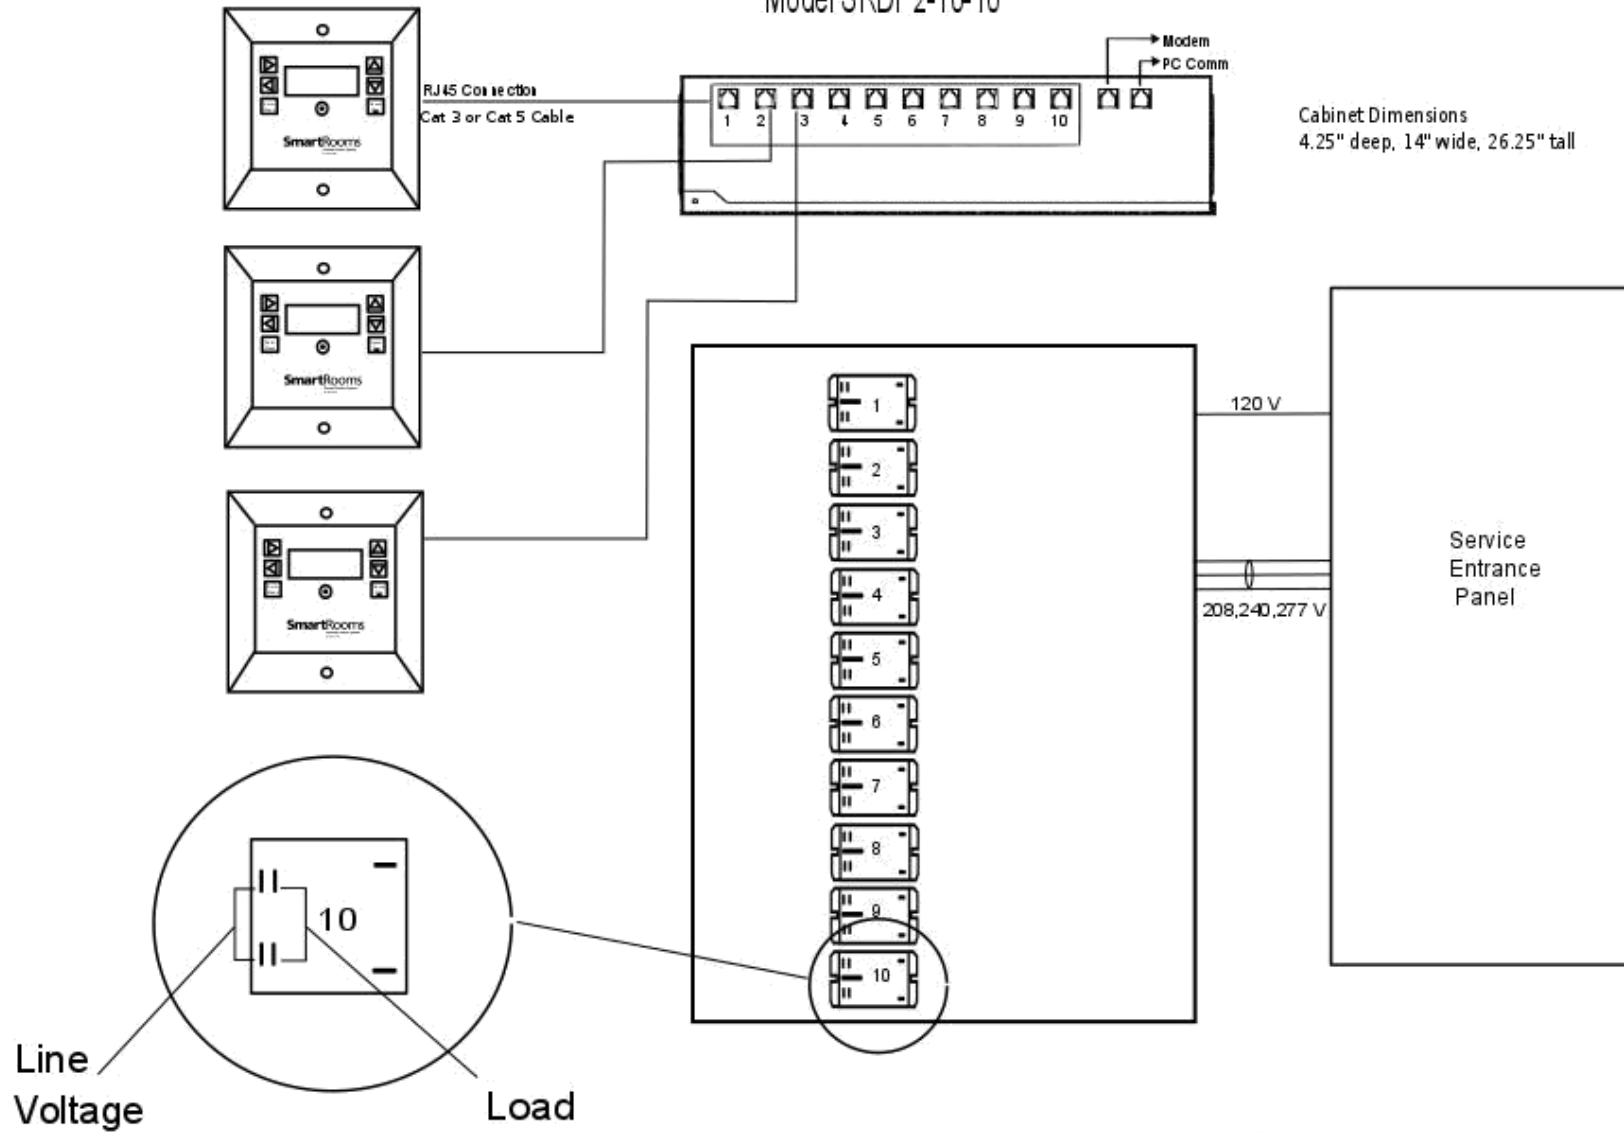 Modem
PC Comm
RJ45 Connection
Cat 3 or Cat 5 Cable
1 2 3 4 5 6 7 8 9 10
Cabinet Dimensions
4.25" deep, 14" wide, 26.25" tall
SmartRooms
SmartRooms
SmartRooms
1
2
3
4
5
6
7
8
9
10
120 V
208,240,277 V
Service
Entrance
Panel
10
Line
Voltage
Load